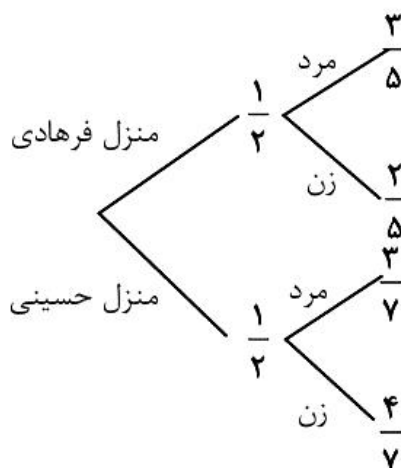 ۳/۵
مرد
۱/۲
منزل فرهادی
زن
۲/۵
۳/۷
مرد
منزل حسینی
۱/۲
زن
۴/۷